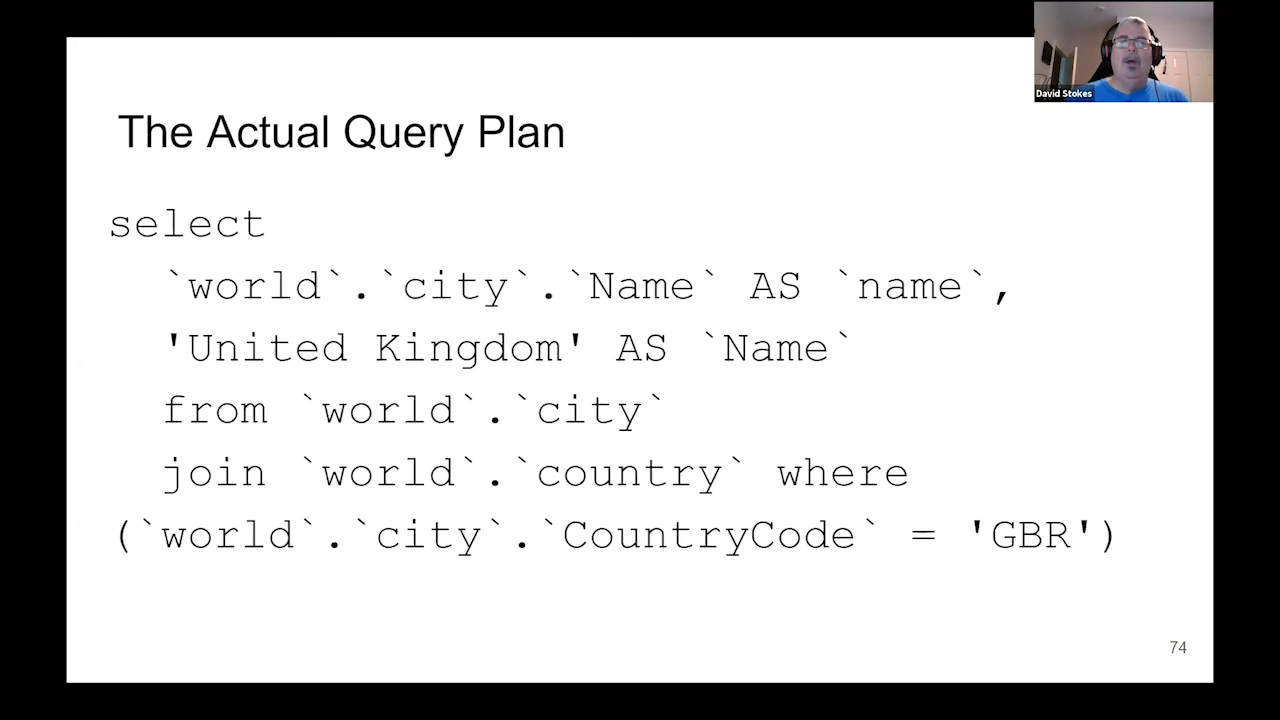 David Stokes
The Actual Query Plan
select
`world`.`city`.`Name` AS `name`,
'United Kingdom' AS `Name`
from `world`.`city`
join `world`.`country` where
(`world`.`city`.`CountryCode` = 'GBR')
74